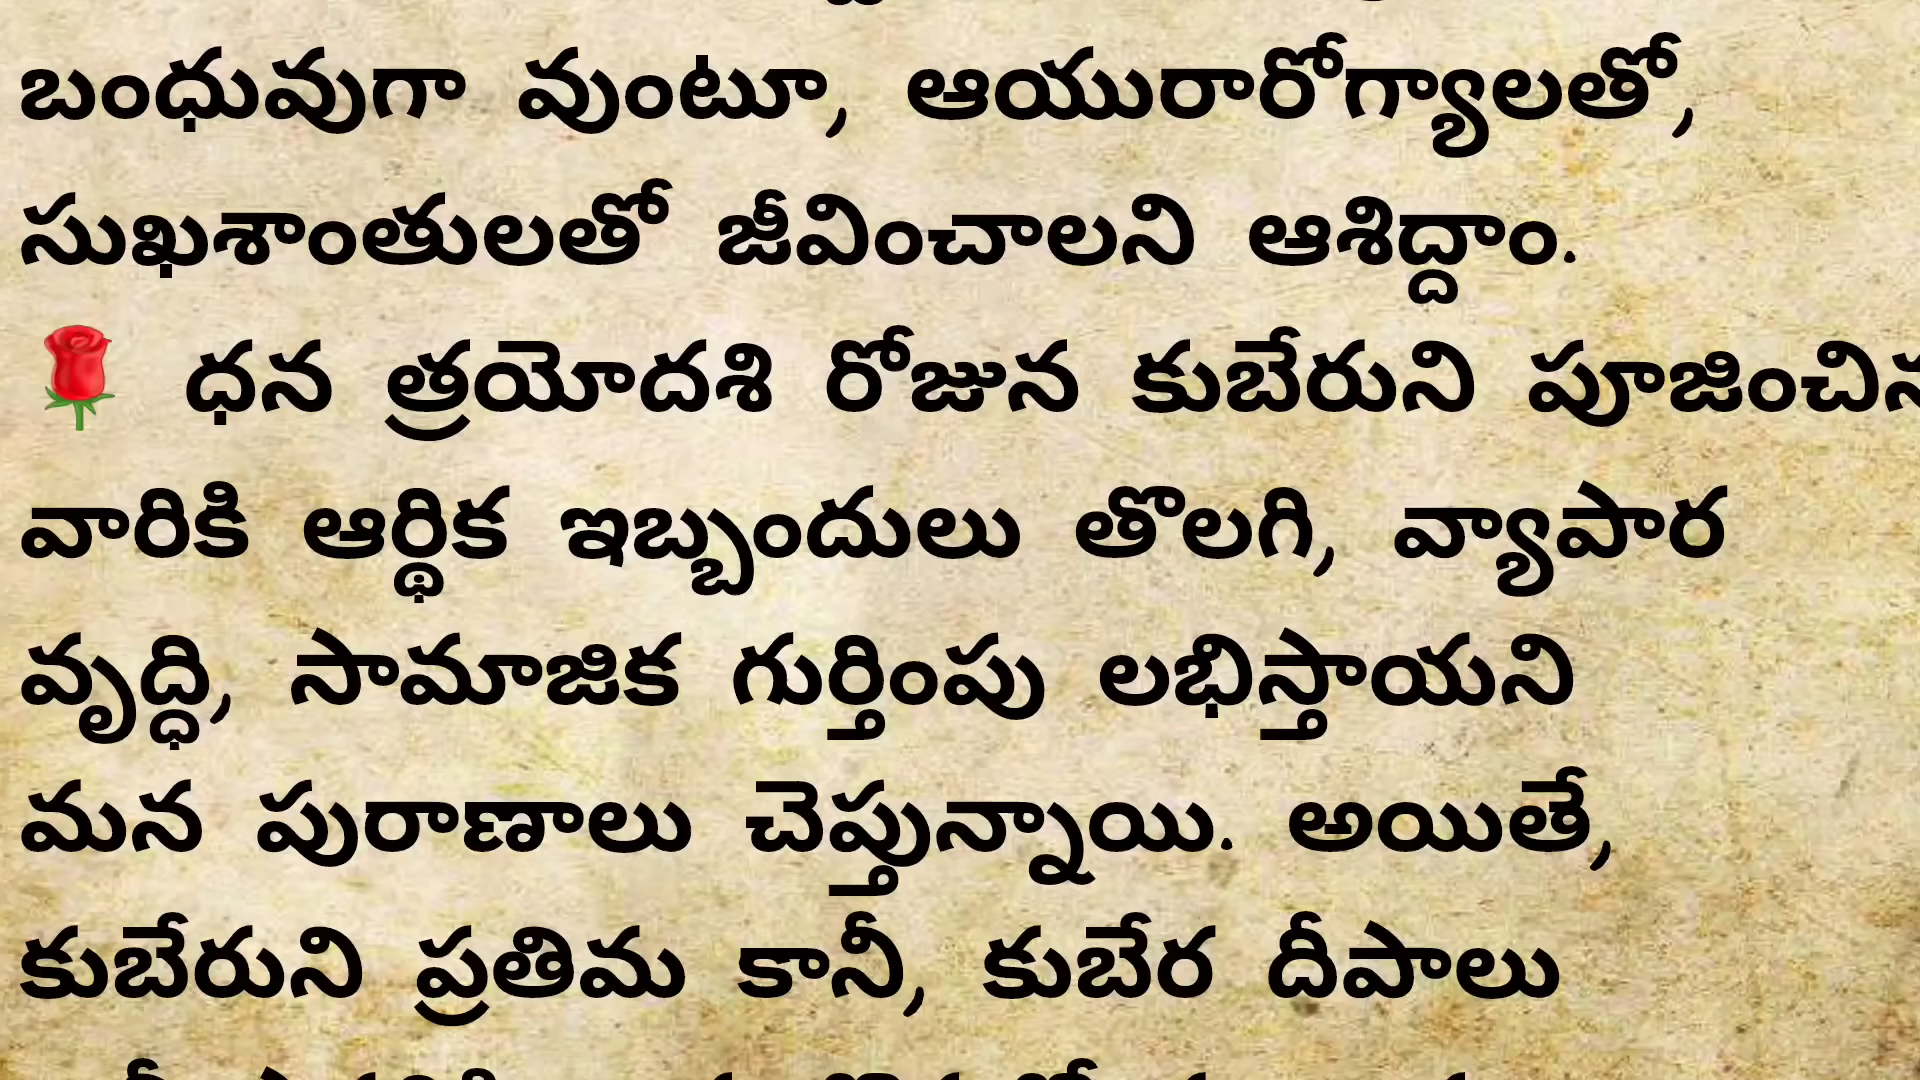 బంధువుగా వుంటూ, ఆయురారోగ్యాలతో,
సుఖశాంతులతో జీవించాలని ఆశిద్దాం.
🌹 ధన త్రయోదశి రోజున కుబేరుని పూజించిన
వారికి ఆర్థిక ఇబ్బందులు తొలగి, వ్యాపార
వృద్ధి, సామాజిక గుర్తింపు లభిస్తాయని
మన పురాణాలు చెప్తున్నాయి. అయితే,
కుబేరుని ప్రతిమ కానీ, కుబేర దీపాలు